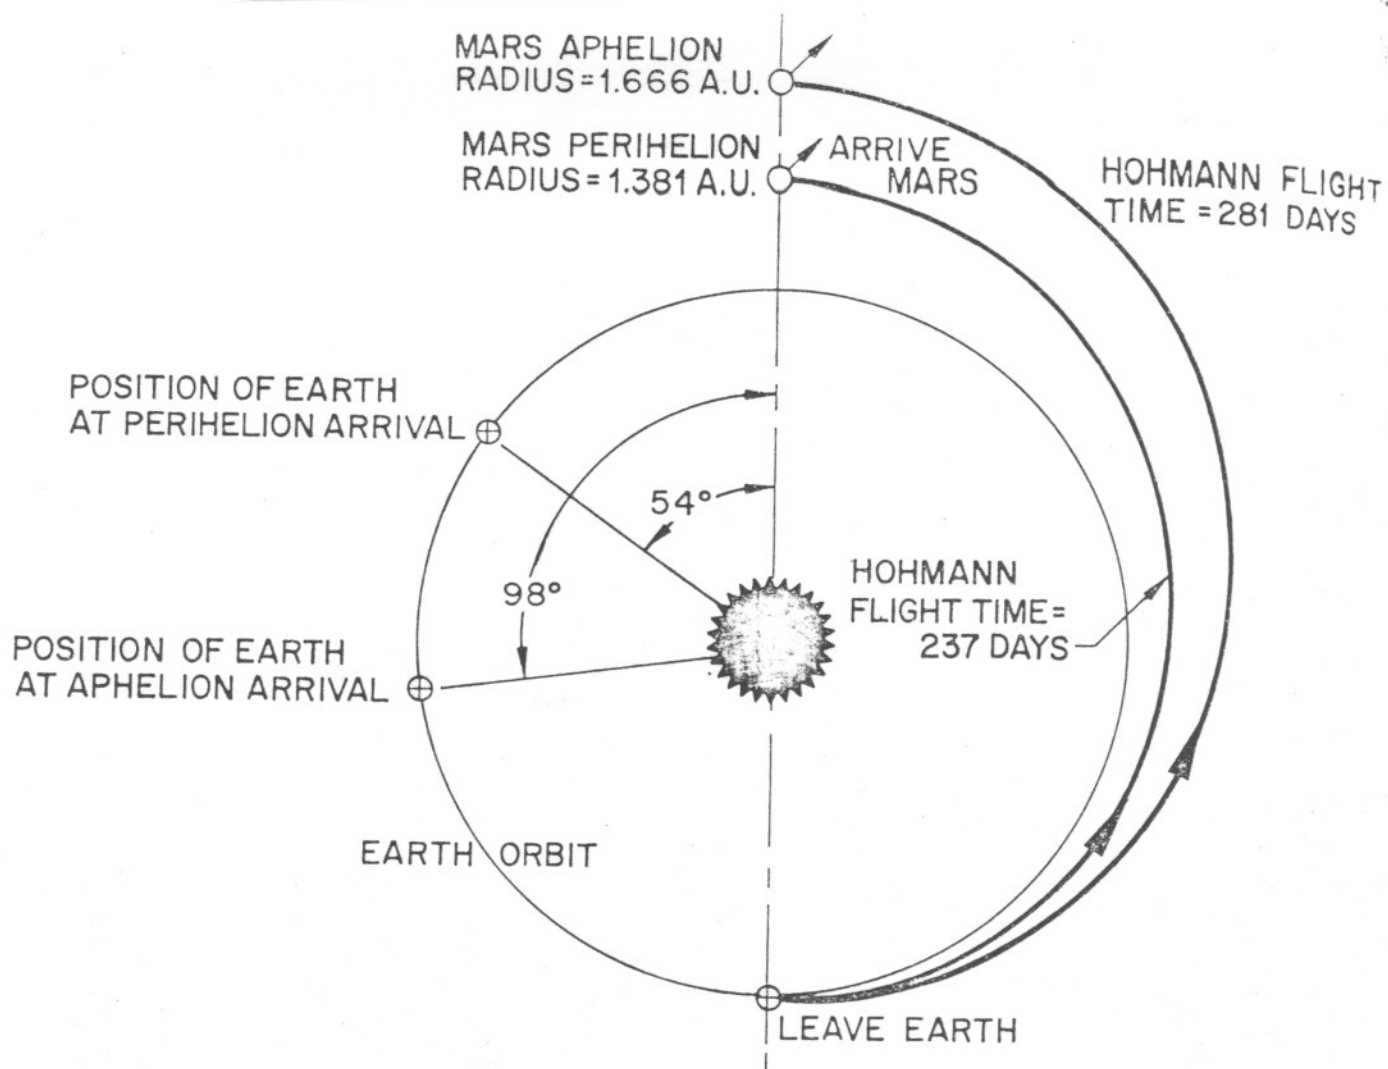 MARS APHELION
RADIUS=1.666 A.U.
MARS PERIHELION
RADIUS=1.381 A.U.
ARRIVE
MARS
HOHMANN FLIGHT
TIME =281 DAYS
POSITION OF EARTH
AT PERIHELION ARRIVAL
54°
98°
HOHMANN
FLIGHT TIME=
237 DAYS
POSITION OF EARTH
AT APHELION ARRIVAL
EARTH ORBIT
LEAVE EARTH